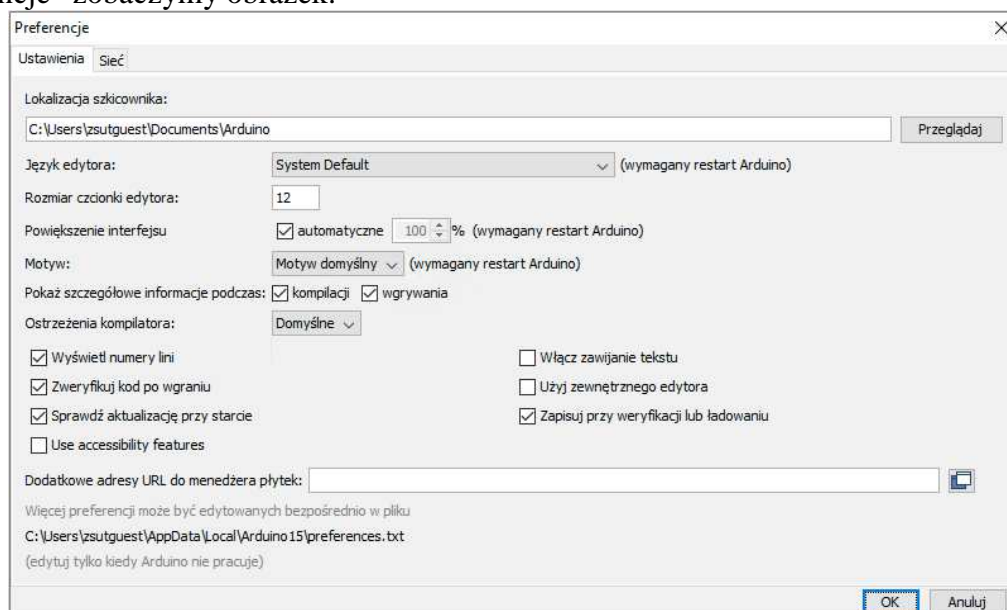 zobaczymy obrazek:
Preferencje
Ustawienia Sieć
Lokalizacja szkicownika:
C:\Users\zsutguest\Documents\Arduino Przeglądaj
Język edytora: System Default (wymagany restart Arduino)
Rozmiar czcionki edytora: 12
Powiększenie interfejsu automatyczne 100 % (wymagany restart Arduino)
Motyw: Motyw domyślny (wymagany restart Arduino)
Pokaż szczegółowe informacje podczas: kompilacji wgrywania
Ostrzeżenia kompilatora: Domyślne
Wyświetl numery lini Włącz zawijanie tekstu
Zweryfikuj kod po wgraniu Użyj zewnętrznego edytora
Sprawdź aktualizację przy starcie Zapisuj przy weryfikacji lub ładowaniu
Use accessibility features
Dodatkowe adresy URL do menedżera płytek:
Więcej preferencji może być edytowanych bezpośrednio w pliku
C:\Users\zsutguest\AppData\Local\Arduino15\preferences.txt
(edytuj tylko kiedy Arduino nie pracuje)
OK Anuluj